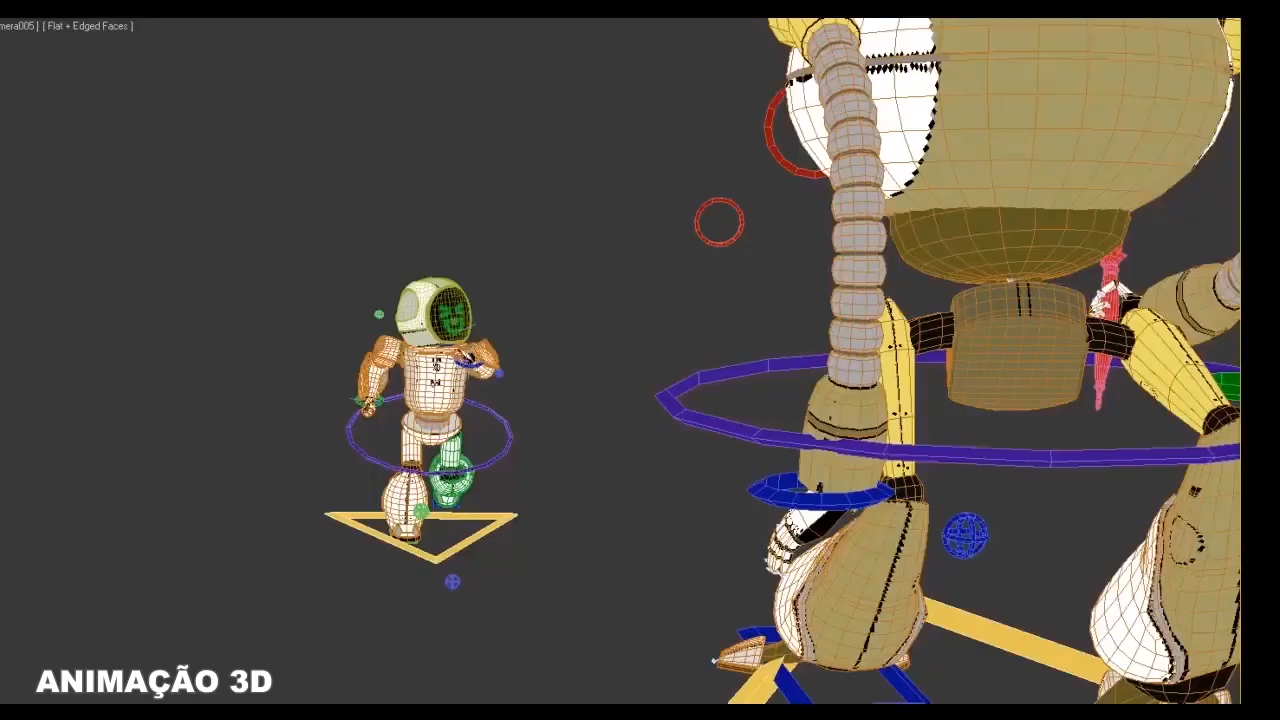 mera005 ] [ Flat + Edged Faces ]
ANIMAÇÃO 3D